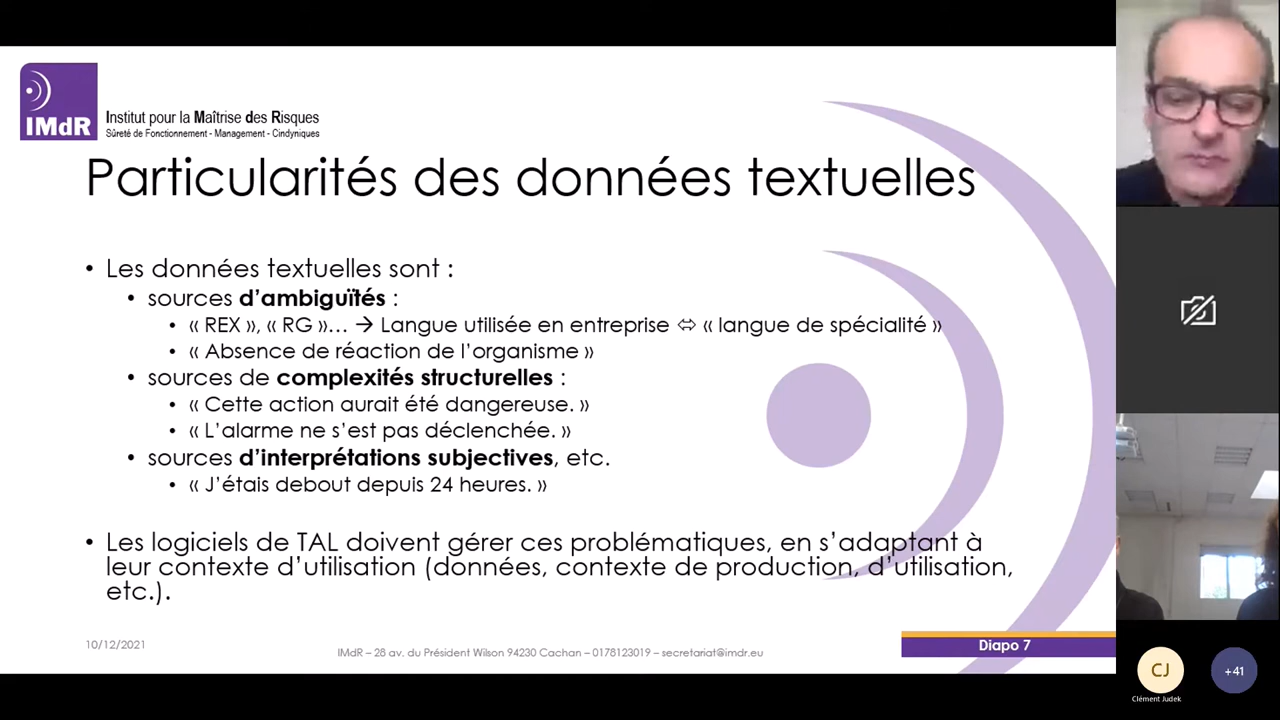 IMdR
Institut pour la Maîtrise des Risques
Sûreté de Fonctionnement - Management - Cindyniques
Particularités des données textuelles
• Les données textuelles sont :
• sources d’ambiguïtés :
• « REX », « RG »… → Langue utilisée en entreprise ⇔ « langue de spécialité »
• « Absence de réaction de l’organisme »
• sources de complexités structurelles :
• « Cette action aurait été dangereuse. »
• « L’alarme ne s’est pas déclenchée. »
• sources d’interprétations subjectives, etc.
• « J’étais debout depuis 24 heures. »
• Les logiciels de TAL doivent gérer ces problématiques, en s’adaptant à
leur contexte d’utilisation (données, contexte de production, d’utilisation,
etc.).
10/12/2021
IMdR – 28 av. du Président Wilson 94230 Cachan – 0178123019 – secretariat@imdr.eu
Diapo 7
CJ
+41
Clément Judek